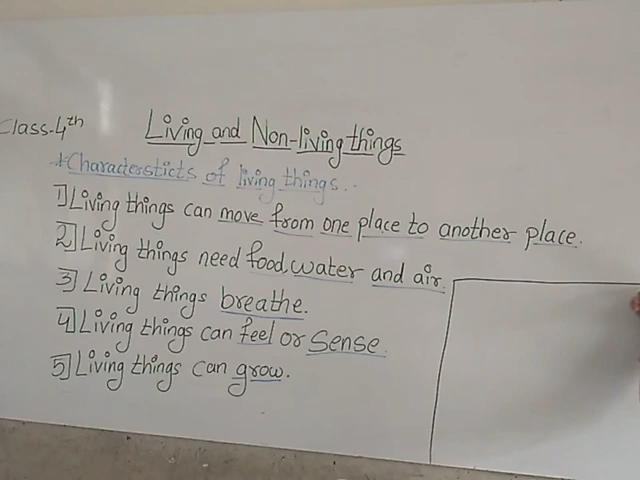 Class-4th
Living and Non-living things
*Charactersticts of living things..
1] Living things can move from one place to another place.
2] Living things need food, water and air.
3] Living things breathe.
4] Living things can feel or Sense.
5] Living things can grow.